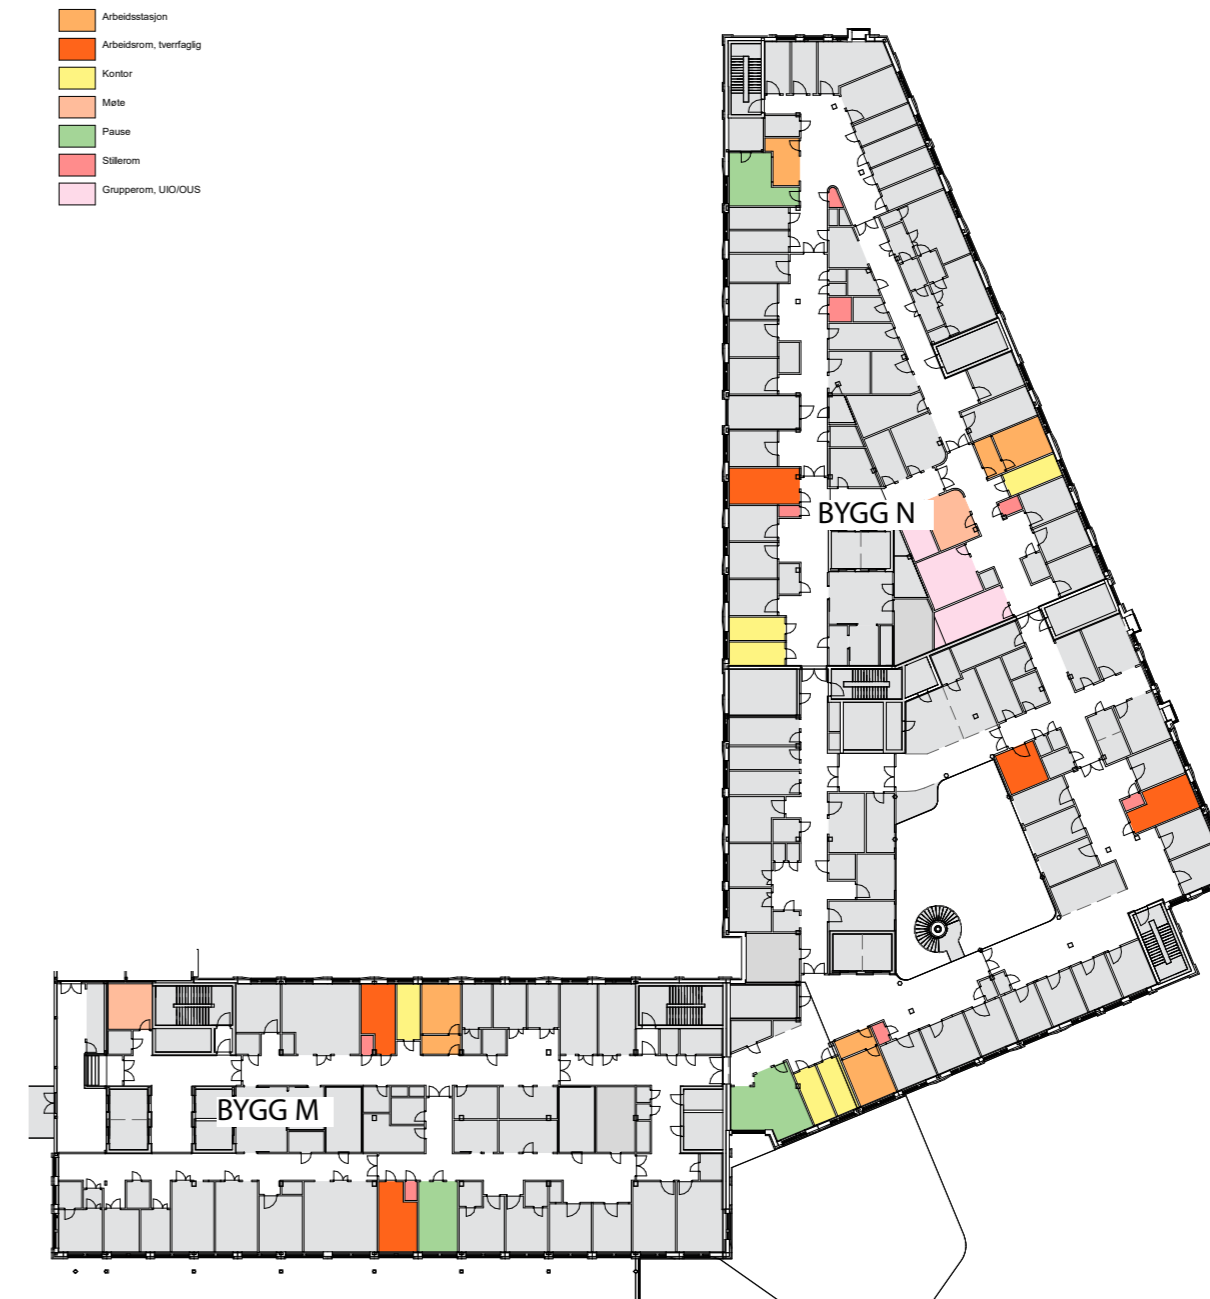 Arbeidsstasjon
Arbeidsrom, tverrfaglig
Kontor
Møte
Pause
Stillerom
Grupperom, UIO/OUS
BYGG N
BYGG M